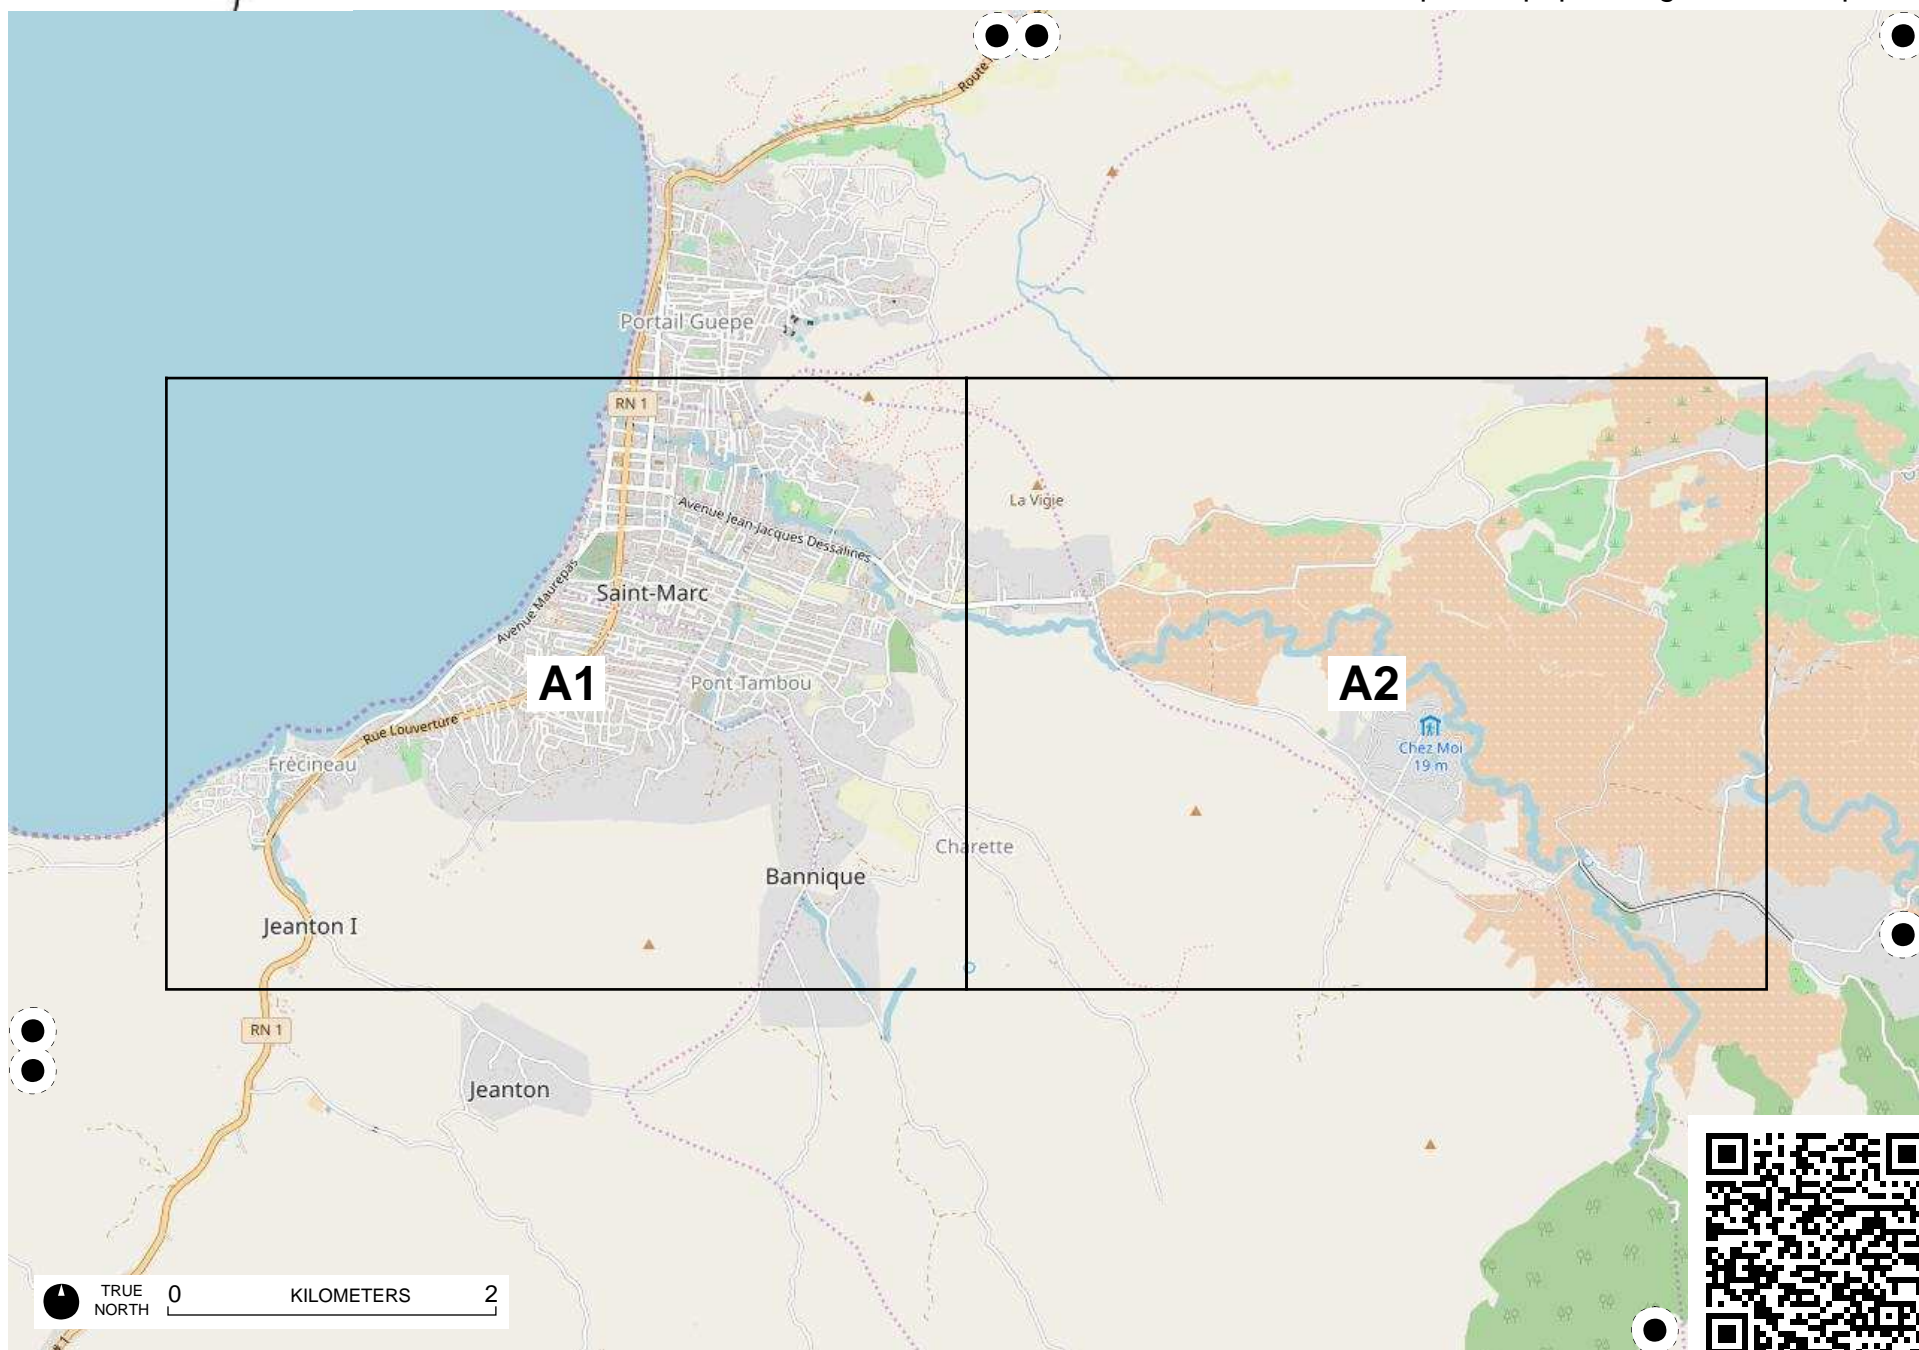 Route
Portail Guepe
RN 1
La Vigie
Avenue Jean-Jacques Dessalines
Avenue Maurepas
Saint-Marc
A1
Pont Tambou
A2
Rue Louverture
Chez Moi
19 m
Frécineau
Charette
Bannique
Jeanton I
RN 1
Jeanton
TRUE
NORTH
0 KILOMETERS 2